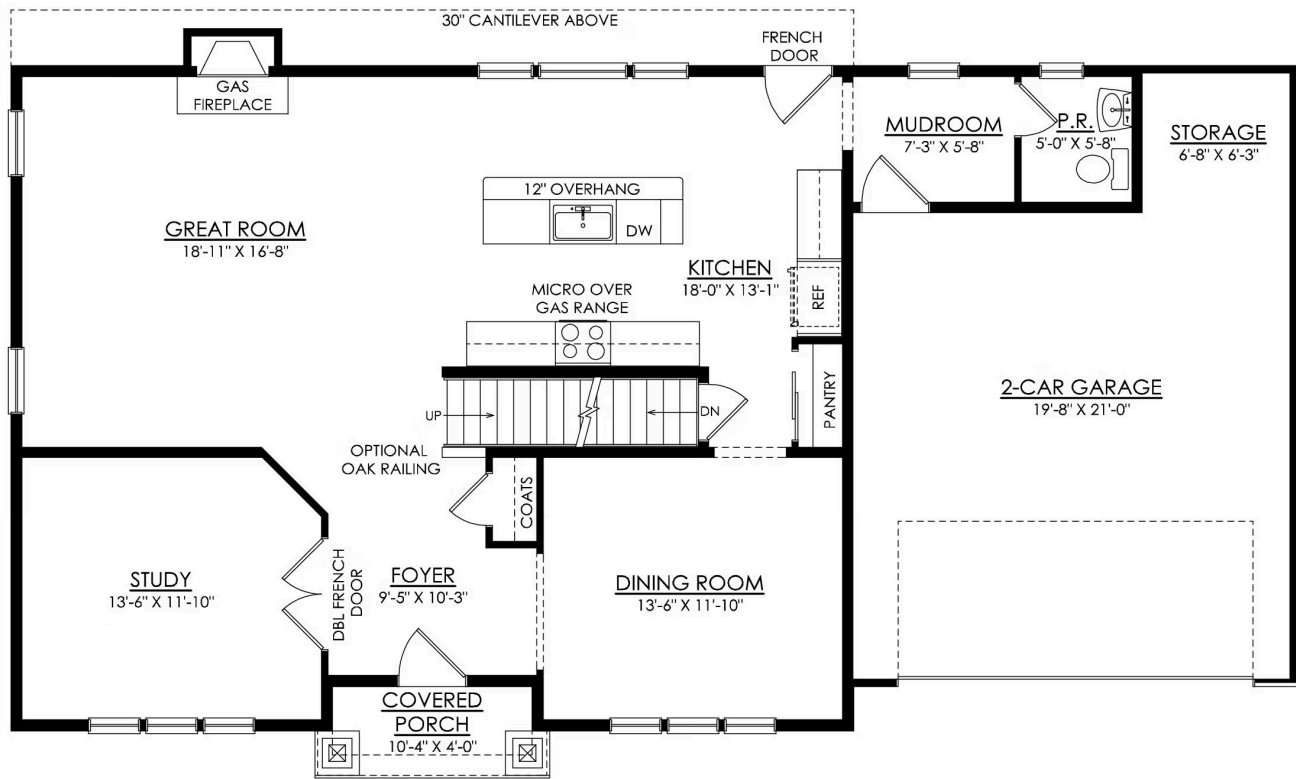 30" CANTILEVER ABOVE
FRENCH
DOOR
GAS
FIREPLACE
MUDROOM
7'-3" X 5'-8"
P.R.
5'-0" X 5'-8"
STORAGE
6'-8" X 6'-3"
12" OVERHANG
DW
GREAT ROOM
18'-11" X 16'-8"
KITCHEN
18'-0" X 13'-1"
REF
MICRO OVER
GAS RANGE
2-CAR GARAGE
19'-8" X 21'-0"
PANTRY
UP
DN
OPTIONAL
OAK RAILING
COATS
STUDY
13'-6" X 11'-10"
DBL FRENCH
DOOR
FOYER
9'-5" X 10'-3"
DINING ROOM
13'-6" X 11'-10"
COVERED
PORCH
10'-4" X 4'-0"